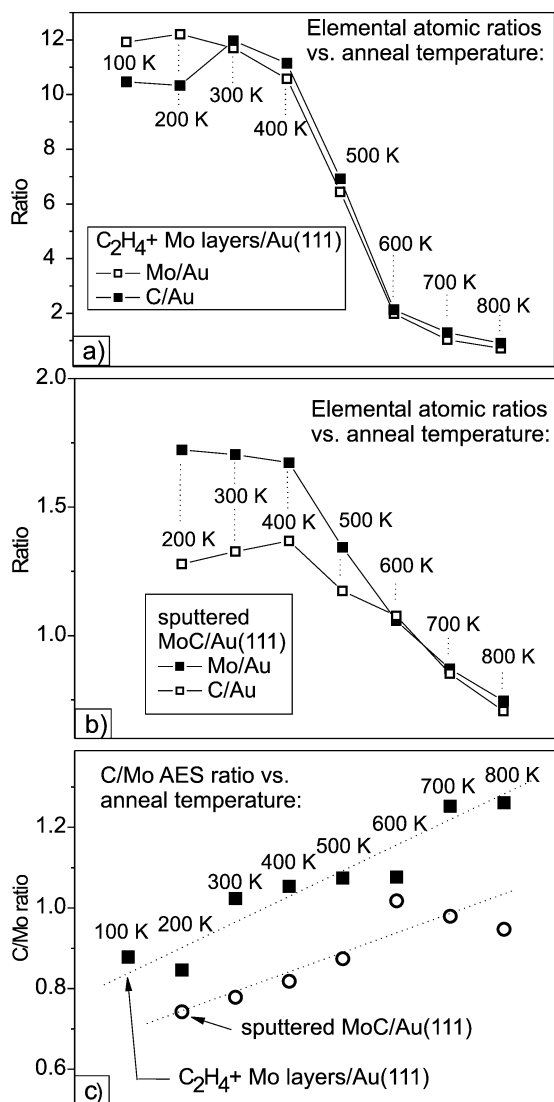 Elemental atomic ratios
vs. anneal temperature:
12
10
8
6
4
2
Ratio
100 K
200 K
300 K
400 K
500 K
600 K
700 K
800 K
C₂H₄+ Mo layers/Au(111)
Mo/Au
C/Au
a)
Elemental atomic ratios
vs. anneal temperature:
2.0
1.5
1.0
Ratio
200 K
300 K
400 K
500 K
600 K
700 K
800 K
sputtered
MoC/Au(111)
Mo/Au
C/Au
b)
C/Mo AES ratio vs.
anneal temperature:
1.2
1.0
0.8
0.6
C/Mo ratio
100 K
200 K
300 K
400 K
500 K
600 K
700 K
800 K
sputtered MoC/Au(111)
C₂H₄+ Mo layers/Au(111)
c)